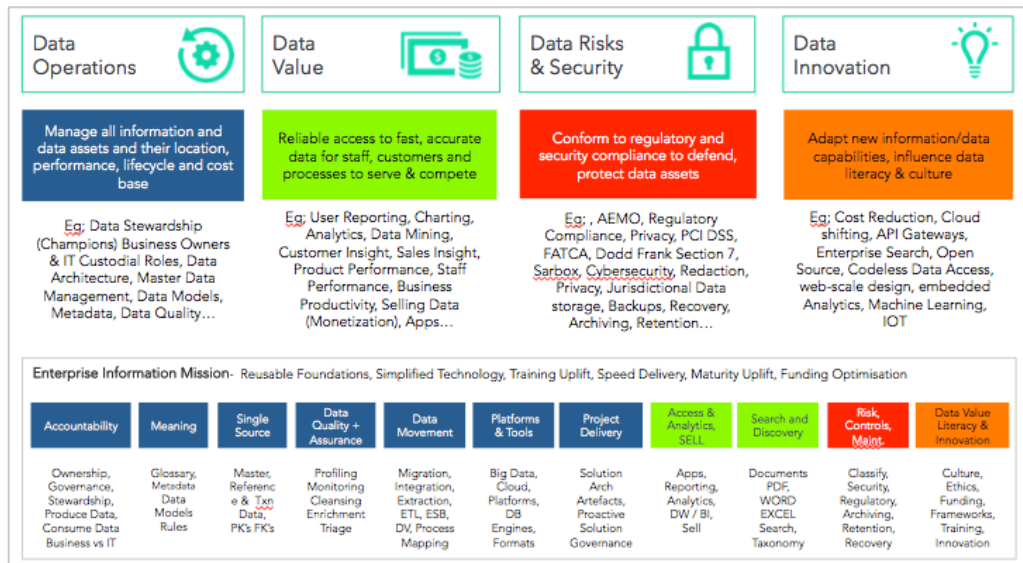 Data
Operations
Data
Value
Data Risks
& Security
Data
Innovation
Manage all information and
data assets and their location,
performance, lifecycle and cost
base
Reliable access to fast, accurate
data for staff, customers and
processes to serve & compete
Conform to regulatory and
security compliance to defend,
protect data assets
Adapt new information/data
capabilities, influence data
literacy & culture
Eg; Data Stewardship
(Champions) Business Owners
& IT Custodial Roles, Data
Architecture, Master Data
Management, Data Models,
Metadata, Data Quality...
Eg; User Reporting, Charting,
Analytics, Data Mining,
Customer Insight, Sales Insight,
Product Performance, Staff
Performance, Business
Productivity, Selling Data
(Monetization), Apps...
Eg; , AEMO, Regulatory
Compliance, Privacy, PCI DSS,
FATCA, Dodd Frank Section 7,
Sarbox, Cybersecurity, Redaction,
Privacy, Jurisdictional Data
storage, Backups, Recovery,
Archiving, Retention...
Eg; Cost Reduction, Cloud
shifting, API Gateways,
Enterprise Search, Open
Source, Codeless Data Access,
web-scale design, embedded
Analytics, Machine Learning,
IOT
Enterprise Information Mission- Reusable Foundations, Simplified Technology, Training Uplift, Speed Delivery, Maturity Uplift, Funding Optimisation
Accountability
Meaning
Single
Source
Data
Quality +
Assurance
Data
Movement
Platforms
& Tools
Project
Delivery
Access &
Analytics,
SELL
Search and
Discovery
Risk,
Controls,
Maint.
Data Value
Literacy &
Innovation
Ownership,
Governance,
Stewardship,
Produce Data,
Consume Data
Business vs IT
Glossary,
Metadata
Data
Models
Rules
Master,
Referenc
e & Txn
Data,
PK's FK's
Profiling
Monitoring
Cleansing
Enrichment
Triage
Migration,
Integration,
Extraction,
ETL, ESB,
DV, Process
Mapping
Big Data,
Cloud,
Platforms,
DB
Engines,
Formats
Solution
Arch
Artefacts,
Proactive
Solution
Governance
Apps,
Reporting,
Analytics,
DW / BI,
Sell
Documents
PDF,
WORD
EXCEL
Search,
Taxonomy
Classify,
Security,
Regulatory,
Archiving,
Retention,
Recovery
Culture,
Ethics,
Funding,
Frameworks,
Training,
Innovation